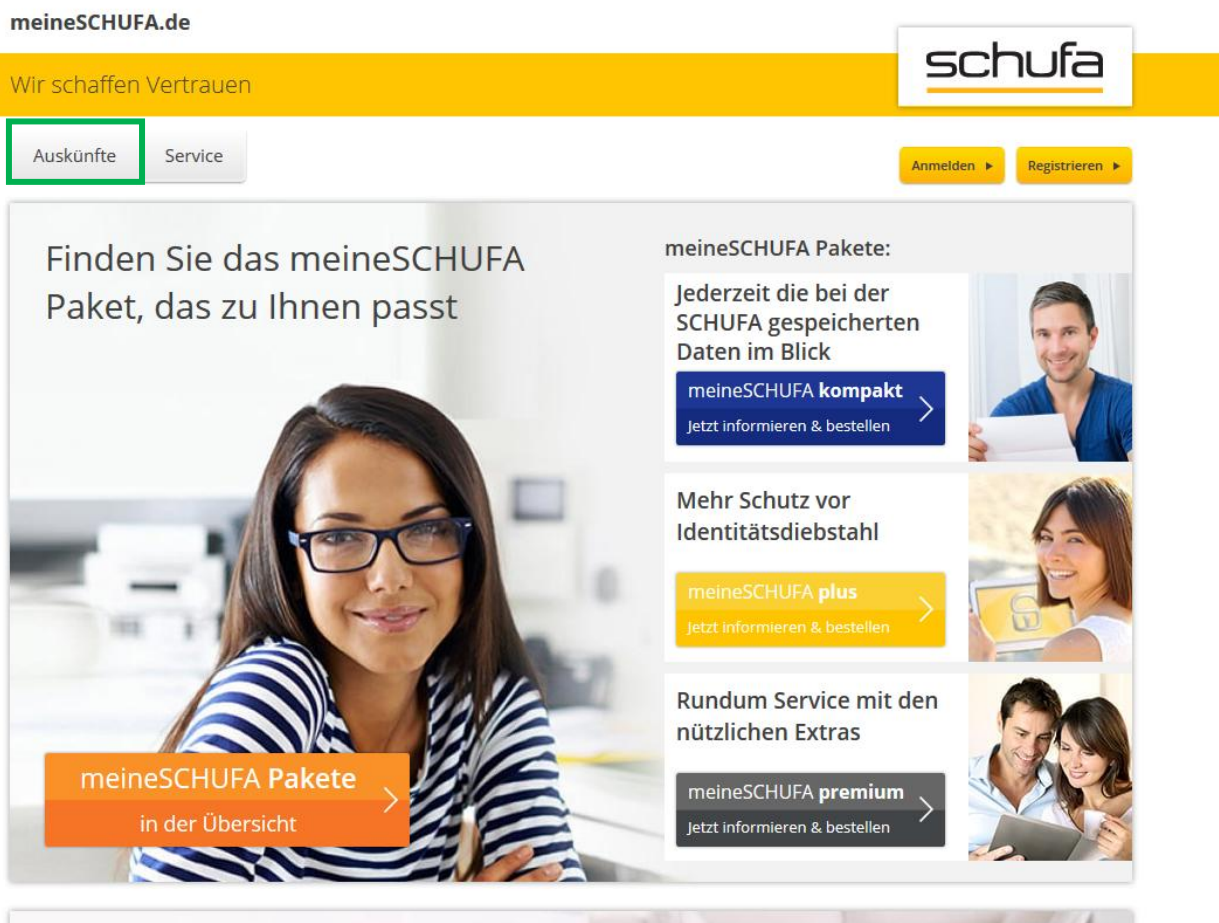 meineSCHUFA.de
Wir schaffen Vertrauen
schufa
Auskünfte
Service
Anmelden
Registrieren
Finden Sie das meineSCHUFA
Paket, das zu Ihnen passt
meineSCHUFA Pakete
in der Übersicht
meineSCHUFA Pakete:
Jederzeit die bei der
SCHUFA gespeicherten
Daten im Blick
meineSCHUFA kompakt
Jetzt informieren & bestellen
Mehr Schutz vor
Identitätsdiebstahl
meineSCHUFA plus
Jetzt informieren & bestellen
Rundum Service mit den
nützlichen Extras
meineSCHUFA premium
Jetzt informieren & bestellen